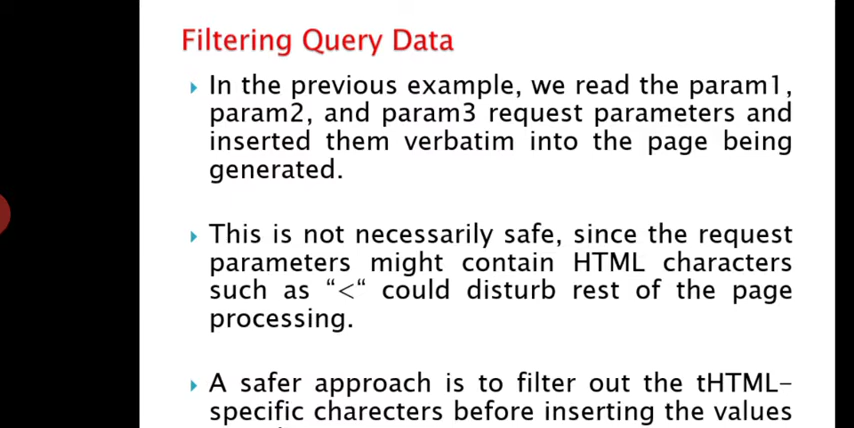 Filtering Query Data
In the previous example, we read the param1,
param2, and param3 request parameters and
inserted them verbatim into the page being
generated.
This is not necessarily safe, since the request
parameters might contain HTML characters
such as “<“ could disturb rest of the page
processing.
A safer approach is to filter out the tHTML-
specific charecters before inserting the values